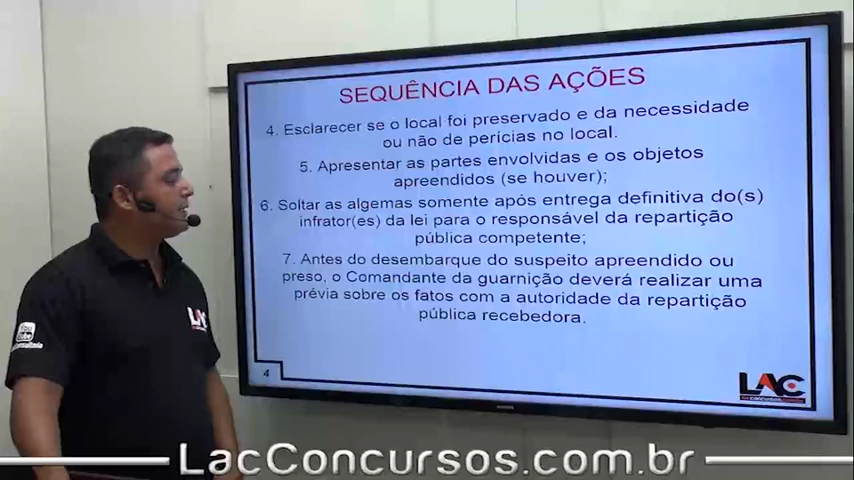 SEQUÊNCIA DAS AÇÕES
4. Esclarecer se o local foi preservado e da necessidade
ou não de perícias no local.
5. Apresentar as partes envolvidas e os objetos
apreendidos (se houver);
6. Soltar as algemas somente após entrega definitiva do(s)
infrator(es) da lei para o responsável da repartição
pública competente;
7. Antes do desembarque do suspeito apreendido ou
preso, o Comandante da guarnição deverá realizar uma
prévia sobre os fatos com a autoridade da repartição
pública recebedora.
4
LAC
LAC
LacConcursos.com.br